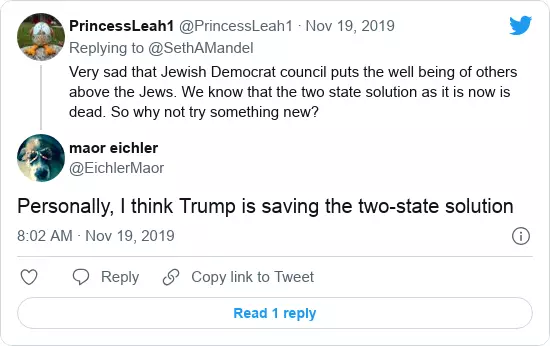 PrincessLeah1 @PrincessLeah1 · Nov 19, 2019
Replying to @SethAMandel
Very sad that Jewish Democrat council puts the well being of others
above the Jews. We know that the two state solution as it is now is
dead. So why not try something new?
maor eichler
@EichlerMaor
Personally, I think Trump is saving the two-state solution
8:02 AM · Nov 19, 2019
Reply
Copy link to Tweet
Read 1 reply